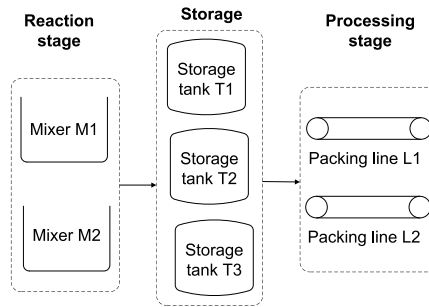 Reaction
stage
Storage
Processing
stage
Mixer M1
Mixer M2
Storage
tank T1
Storage
tank T2
Storage
tank T3
Packing line L1
Packing line L2